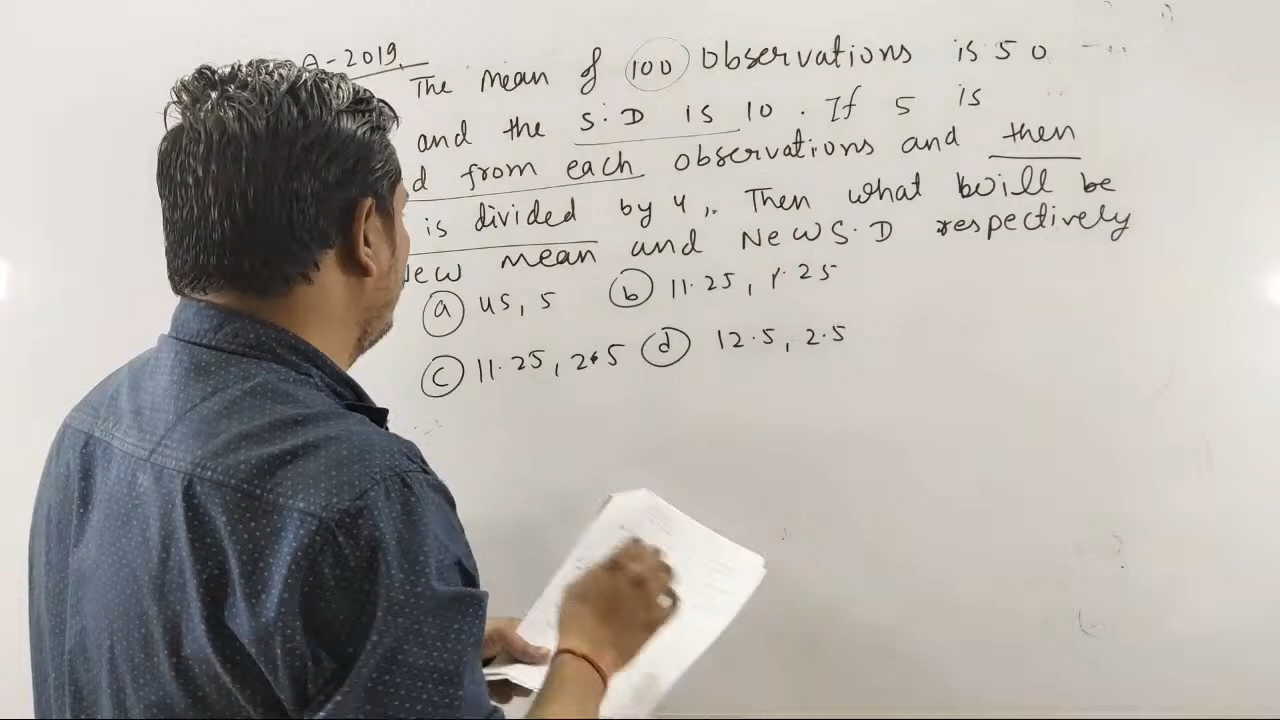 A-2019.
The mean of 100 Observations is 50
and the S.D is 10. If 5 is
d from each observations and then
is divided by 4,. Then what will be
New mean and New S.D respectively
(a) 45, 5 (b) 11.25, 1.25
(c) 11.25, 2.5 (d) 12.5, 2.5